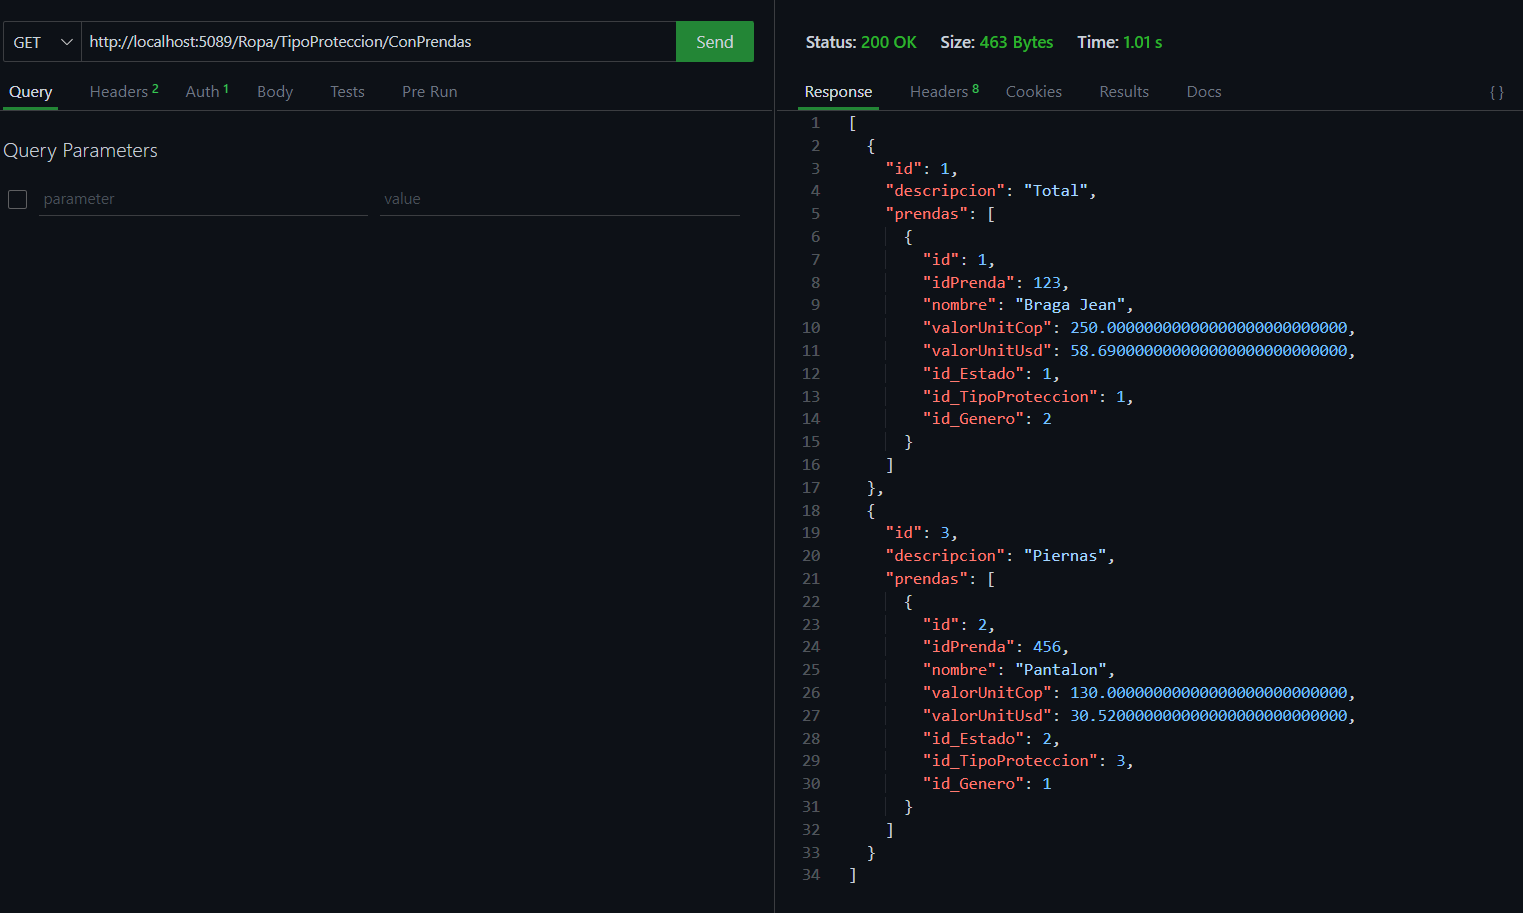 GET http://localhost:5089/Ropa/TipoProteccion/ConPrendas Send
Query Headers 2 Auth 1 Body Tests Pre Run
Query Parameters
parameter value
Status: 200 OK Size: 463 Bytes Time: 1.01 s
Response Headers 8 Cookies Results Docs { }
1 [
2 {
3 "id": 1,
4 "descripcion": "Total",
5 "prendas": [
6 {
7 "id": 1,
8 "idPrenda": 123,
9 "nombre": "Braga Jean",
10 "valorUnitCop": 250.000000000000000000000000000,
11 "valorUnitUsd": 58.6900000000000000000000000000,
12 "id_Estado": 1,
13 "id_TipoProteccion": 1,
14 "id_Genero": 2
15 }
16 ]
17 },
18 {
19 "id": 3,
20 "descripcion": "Piernas",
21 "prendas": [
22 {
23 "id": 2,
24 "idPrenda": 456,
25 "nombre": "Pantalon",
26 "valorUnitCop": 130.000000000000000000000000000,
27 "valorUnitUsd": 30.5200000000000000000000000000,
28 "id_Estado": 2,
29 "id_TipoProteccion": 3,
30 "id_Genero": 1
31 }
32 ]
33 }
34 ]